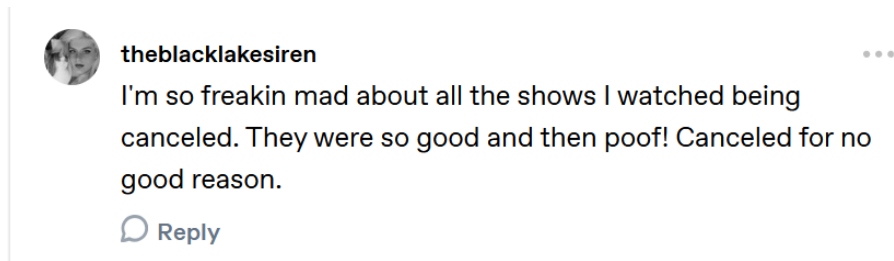 theblacklakesiren
I'm so freakin mad about all the shows I watched being
canceled. They were so good and then poof! Canceled for no
good reason.
Reply